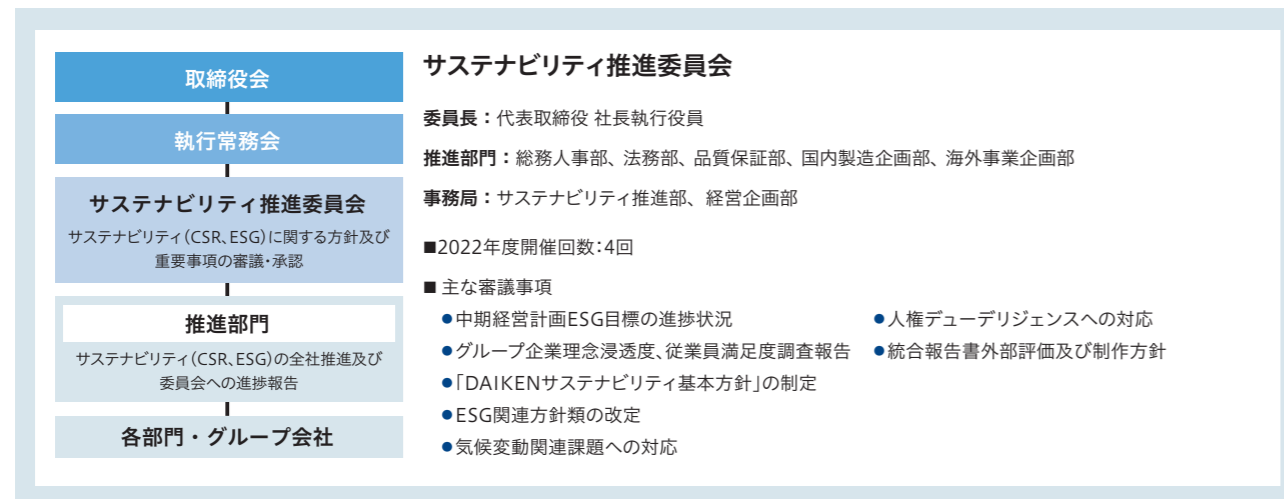 取締役会
執行常務会
サステナビリティ推進委員会
サステナビリティ(CSR、ESG)に関する方針及び
重要事項の審議・承認
推進部門
サステナビリティ(CSR、ESG)の全社推進及び
委員会への進捗報告
各部門・グループ会社
サステナビリティ推進委員会
委員長：代表取締役 社長執行役員
推進部門：総務人事部、法務部、品質保証部、国内製造企画部、海外事業企画部
事務局：サステナビリティ推進部、経営企画部
■2022年度開催回数：4回
■ 主な審議事項
●中期経営計画ESG目標の進捗状況
●グループ企業理念浸透度、従業員満足度調査報告
●「DAIKENサステナビリティ基本方針」の制定
●ESG関連方針類の改定
●気候変動関連課題への対応
●人権デューデリジェンスへの対応
●統合報告書外部評価及び制作方針